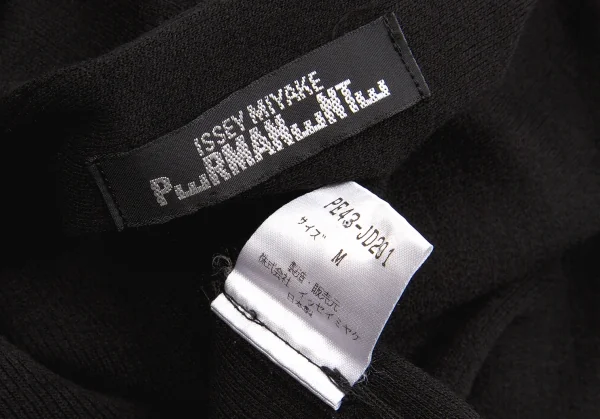 ISSEY MIYAKE
PERMANENTE
PE43-JD291
サイズ M
製造・販売元
株式会社 イッセイミヤケ
日本製